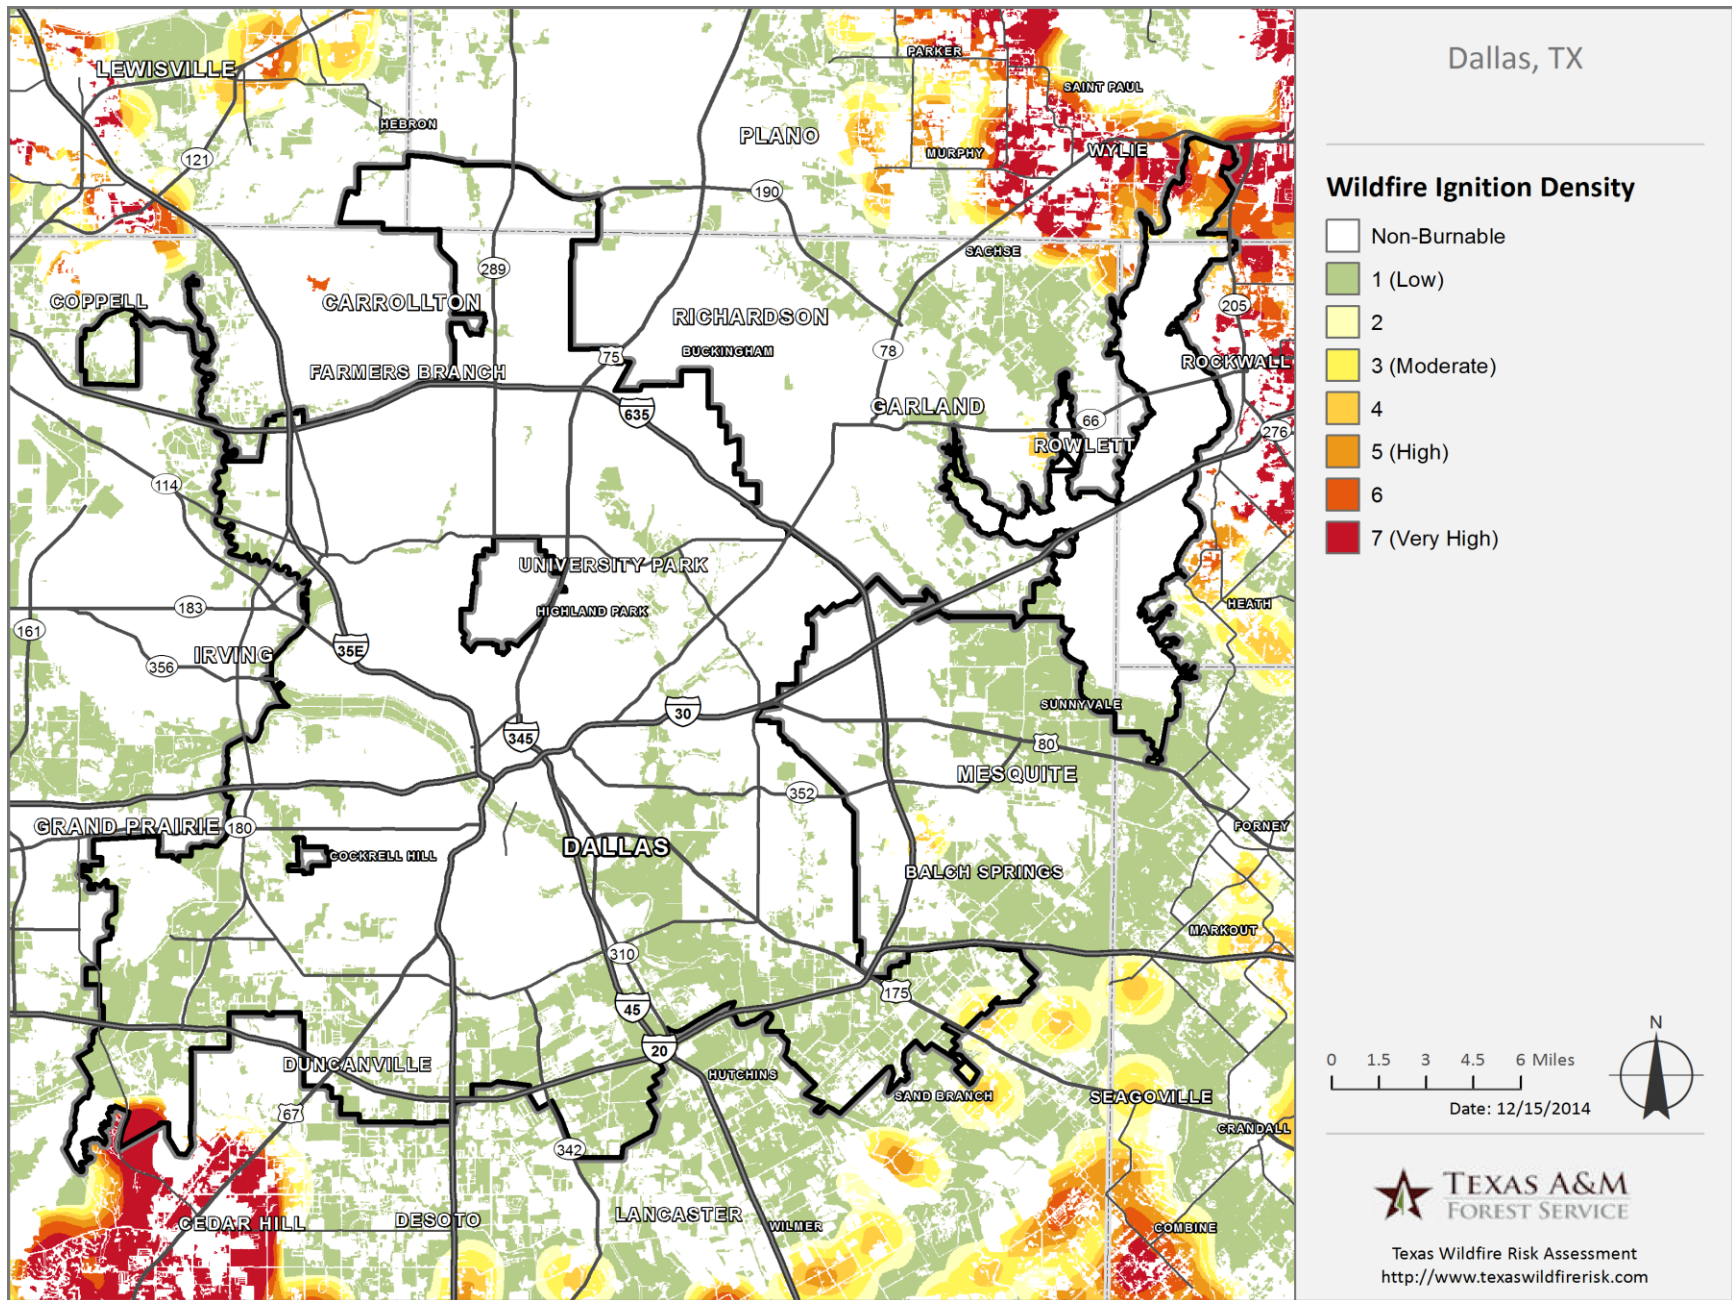 LEWISVILLE
PARKER
SAINT PAUL
HEBRON
PLANO
MURPHY
WYLIE
121
190
SACHSE
289
COPPELL
CARROLLTON
RICHARDSON
205
BUCKINGHAM
75
78
ROCKWALL
FARMERS BRANCH
635
GARLAND
66
276
ROWLETT
114
UNIVERSITY PARK
183
HIGHLAND PARK
HEATH
161
35E
IRVING
356
SUNNYVALE
30
345
80
MESQUITE
352
GRAND PRAIRIE
180
FORNEY
DALLAS
COCKRELL HILL
BALCH SPRINGS
MARKOUT
310
175
45
20
DUNCANVILLE
HUTCHINS
SAND BRANCH
SEAGOVILLE
67
CRANDALL
342
CEDAR HILL
DESOTO
LANCASTER
WILMER
COMBINE
Dallas, TX
Wildfire Ignition Density
Non-Burnable
1 (Low)
2
3 (Moderate)
4
5 (High)
6
7 (Very High)
N
0 1.5 3 4.5 6 Miles
Date: 12/15/2014
TEXAS A&M
FOREST SERVICE
Texas Wildfire Risk Assessment
http://www.texaswildfirerisk.com